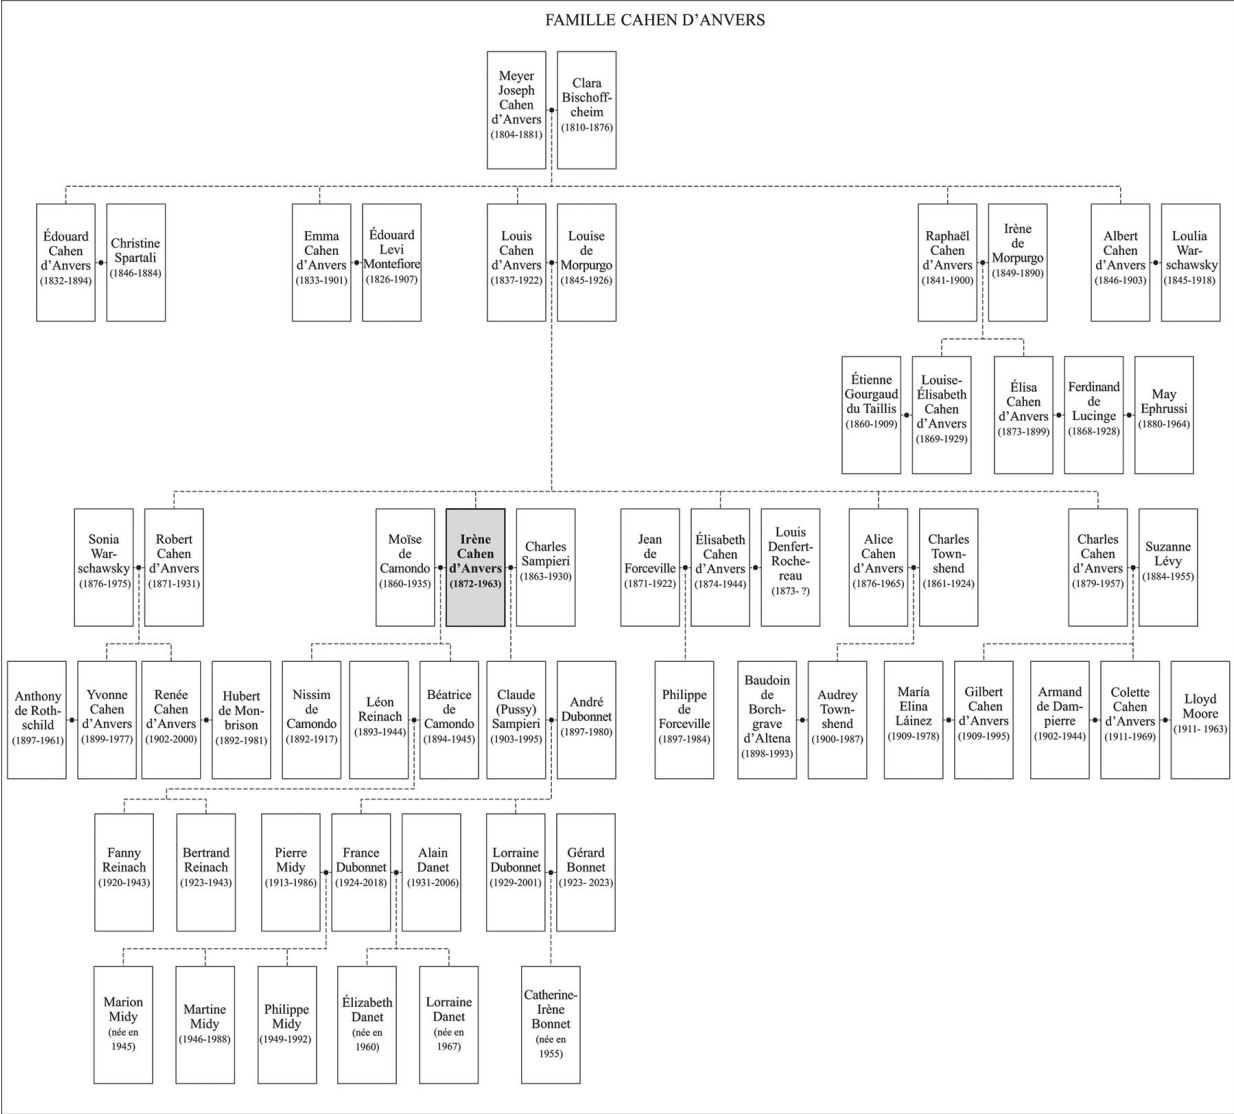 FAMILLE CAHEN D'ANVERS
Meyer
Joseph
Cahen
d'Anvers
(1804-1881)
Clara
Bischoff-
cheim
(1810-1876)
Édouard
Cahen
d'Anvers
(1832-1894)
Christine
Spartali
(1846-1884)
Emma
Cahen
d'Anvers
(1833-1901)
Édouard
Levi
Montefiore
(1826-1907)
Louis
Cahen
d'Anvers
(1837-1922)
Louise
de
Morpurgo
(1845-1926)
Raphaël
Cahen
d'Anvers
(1841-1900)
Irène
de
Morpurgo
(1849-1890)
Albert
Cahen
d'Anvers
(1846-1903)
Loulia
War-
schawsky
(1845-1918)
Étienne
Gourgaud
du Taillis
(1860-1909)
Louise-
Élisabeth
Cahen
d'Anvers
(1869-1929)
Élisa
Cahen
d'Anvers
(1873-1899)
Ferdinand
de
Lucinge
(1868-1928)
May
Ephrussi
(1880-1964)
Sonia
War-
schawsky
(1876-1975)
Robert
Cahen
d'Anvers
(1871-1931)
Moïse
de
Camondo
(1860-1935)
Irène
Cahen
d'Anvers
(1872-1963)
Charles
Sampieri
(1863-1930)
Jean
de
Forceville
(1871-1922)
Élisabeth
Cahen
d'Anvers
(1874-1944)
Louis
Denfert-
Roche-
reau
(1873- ?)
Alice
Cahen
d'Anvers
(1876-1965)
Charles
Town-
shend
(1861-1924)
Charles
Cahen
d'Anvers
(1879-1957)
Suzanne
Lévy
(1884-1955)
Anthony
de Roth-
schild
(1897-1961)
Yvonne
Cahen
d'Anvers
(1899-1977)
Renée
Cahen
d'Anvers
(1902-2000)
Hubert
de Mon-
brison
(1892-1981)
Nissim
de
Camondo
(1892-1917)
Léon
Reinach
(1893-1944)
Béatrice
de
Camondo
(1894-1945)
Claude
(Pussy)
Sampieri
(1903-1995)
André
Dubonnet
(1897-1980)
Philippe
de
Forceville
(1897-1984)
Baudoin
de
Borch-
grave
d'Altena
(1898-1993)
Audrey
Town-
shend
(1900-1987)
María
Elina
Láinez
(1909-1978)
Gilbert
Cahen
d'Anvers
(1909-1995)
Armand
de Dam-
pierre
(1902-1944)
Colette
Cahen
d'Anvers
(1911-1969)
Lloyd
Moore
(1911- 1963)
Fanny
Reinach
(1920-1943)
Bertrand
Reinach
(1923-1943)
Pierre
Midy
(1913-1986)
France
Dubonnet
(1924-2018)
Alain
Danet
(1931-2006)
Lorraine
Dubonnet
(1929-2001)
Gérard
Bonnet
(1923- 2023)
Marion
Midy
(née en
1945)
Martine
Midy
(1946-1988)
Philippe
Midy
(1949-1992)
Élizabeth
Danet
(née en
1960)
Lorraine
Danet
(née en
1967)
Catherine-
Irène
Bonnet
(née en
1955)